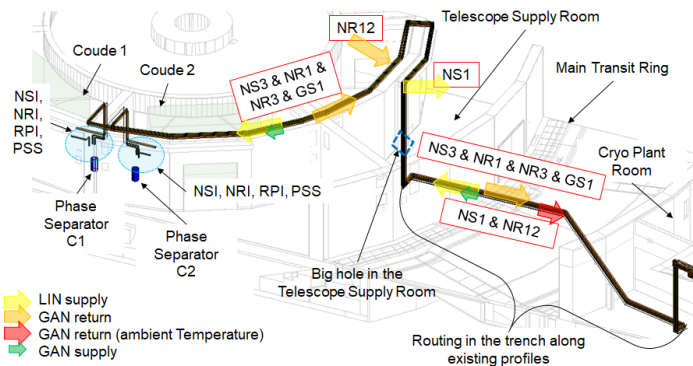 NR12
Telescope Supply Room
Coude 1
Coude 2
NS3 & NR1 &
NR3 & GS1
NS1
Main Transit Ring
NSI,
NRI,
RPI,
PSS
Cryo Plant
Room
NS3 & NR1 & NR3 & GS1
NSI, NRI, RPI, PSS
Phase
Separator
C1
Phase
Separator
C2
NS1 & NR12
Big hole in the
Telescope Supply Room
LIN supply
GAN return
GAN return (ambient Temperature)
GAN supply
Routing in the trench along
existing profiles